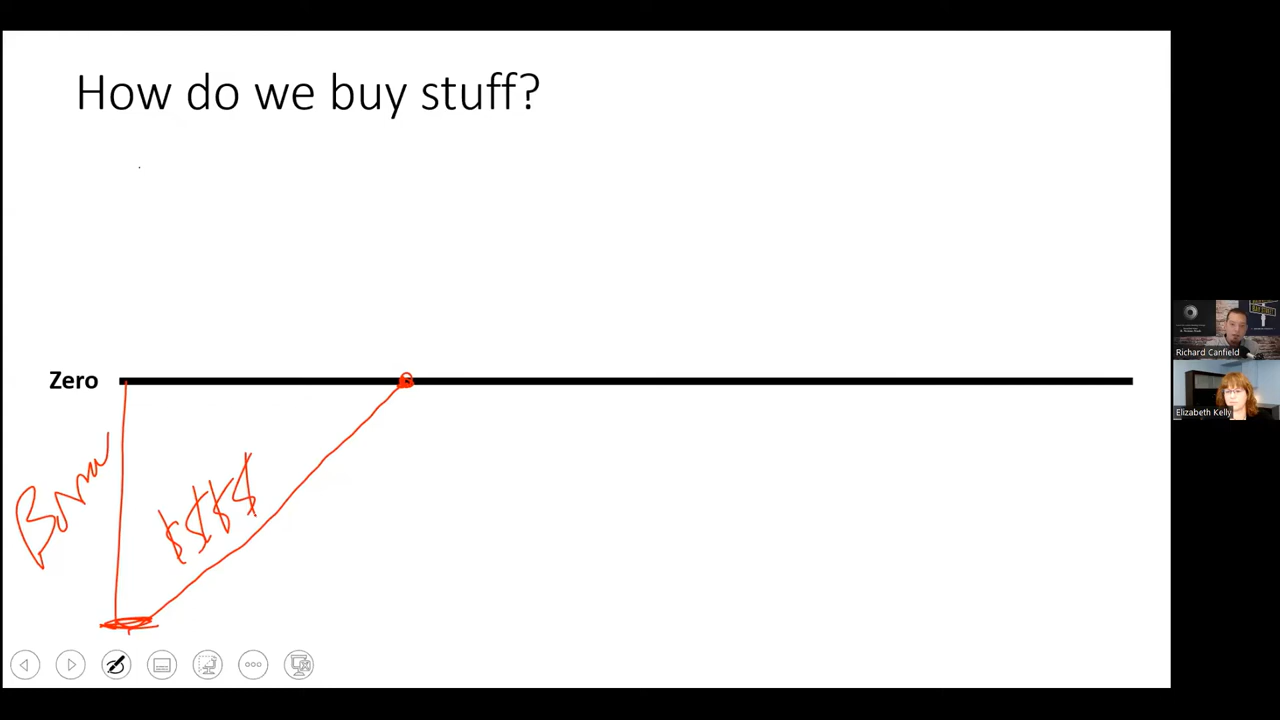 How do we buy stuff?
Zero
Borrow
$$$$
Richard Canfield
Elizabeth Kelly